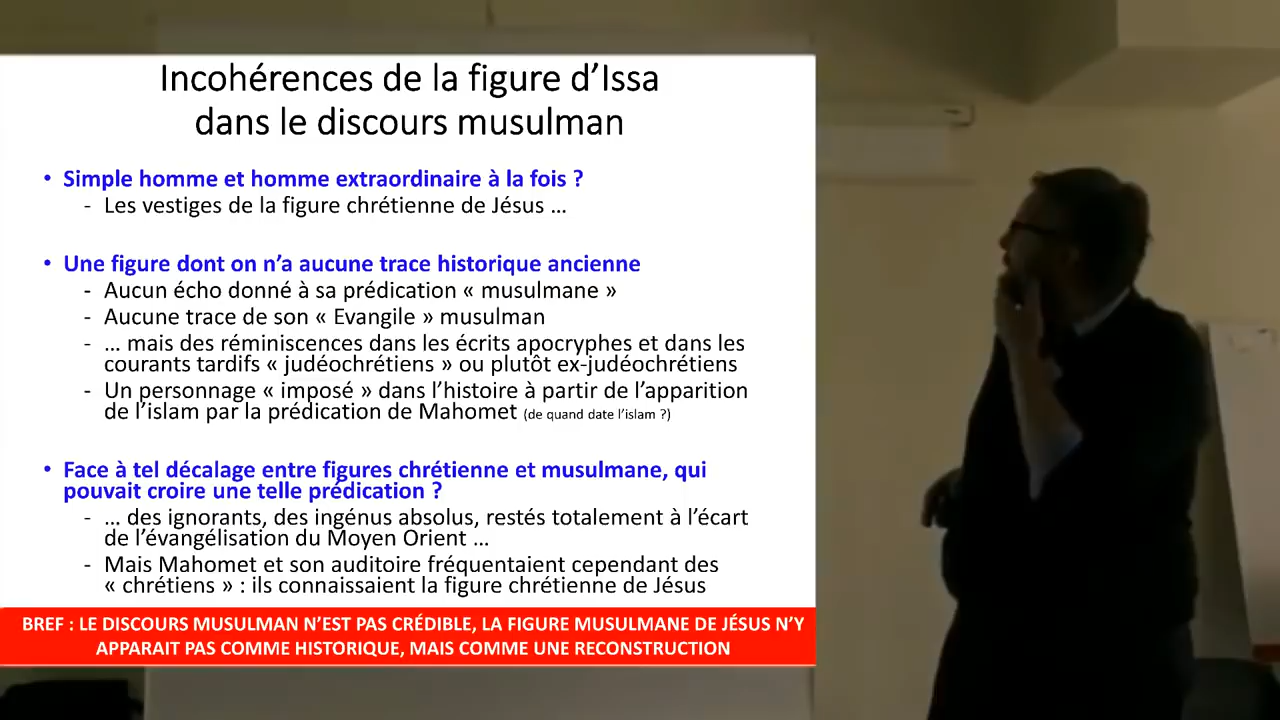 Incohérences de la figure d’Issa
dans le discours musulman
• Simple homme et homme extraordinaire à la fois ?
- Les vestiges de la figure chrétienne de Jésus …
• Une figure dont on n’a aucune trace historique ancienne
- Aucun écho donné à sa prédication « musulmane »
- Aucune trace de son « Evangile » musulman
- … mais des réminiscences dans les écrits apocryphes et dans les
courants tardifs « judéochrétiens » ou plutôt ex-judéochrétiens
- Un personnage « imposé » dans l’histoire à partir de l’apparition
de l’islam par la prédication de Mahomet (de quand date l’islam ?)
• Face à tel décalage entre figures chrétienne et musulmane, qui
pouvait croire une telle prédication ?
- … des ignorants, des ingénus absolus, restés totalement à l’écart
de l’évangélisation du Moyen Orient …
- Mais Mahomet et son auditoire fréquentaient cependant des
« chrétiens » : ils connaissaient la figure chrétienne de Jésus
BREF : LE DISCOURS MUSULMAN N’EST PAS CRÉDIBLE, LA FIGURE MUSULMANE DE JÉSUS N’Y
APPARAIT PAS COMME HISTORIQUE, MAIS COMME UNE RECONSTRUCTION